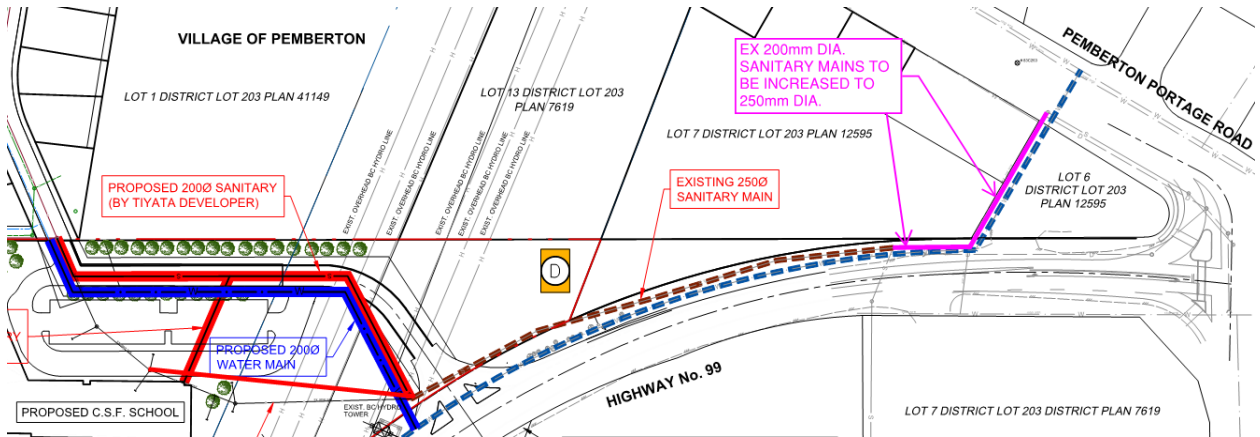 VILLAGE OF PEMBERTON
LOT 1 DISTRICT LOT 203 PLAN 41149
LOT 13 DISTRICT LOT 203
PLAN 7619
EX 200mm DIA.
SANITARY MAINS TO
BE INCREASED TO
250mm DIA.
PEMBERTON PORTAGE ROAD
LOT 7 DISTRICT LOT 203 PLAN 12595
EXIST. OVERHEAD BC HYDRO LINE
EXIST. OVERHEAD BC HYDRO LINE
EXIST. OVERHEAD BC HYDRO LINE
EXIST. OVERHEAD BC HYDRO LINE
EXIST. OVERHEAD BC HYDRO LINE
PROPOSED 200Ø SANITARY
(BY TIYATA DEVELOPER)
EXISTING 250Ø
SANITARY MAIN
LOT 6
DISTRICT LOT 203
PLAN 12595
D
PROPOSED 200Ø
WATER MAIN
HIGHWAY No. 99
PROPOSED C.S.F. SCHOOL
EXIST. BC HYDRO
TOWER
LOT 7 DISTRICT LOT 203 DISTRICT PLAN 7619